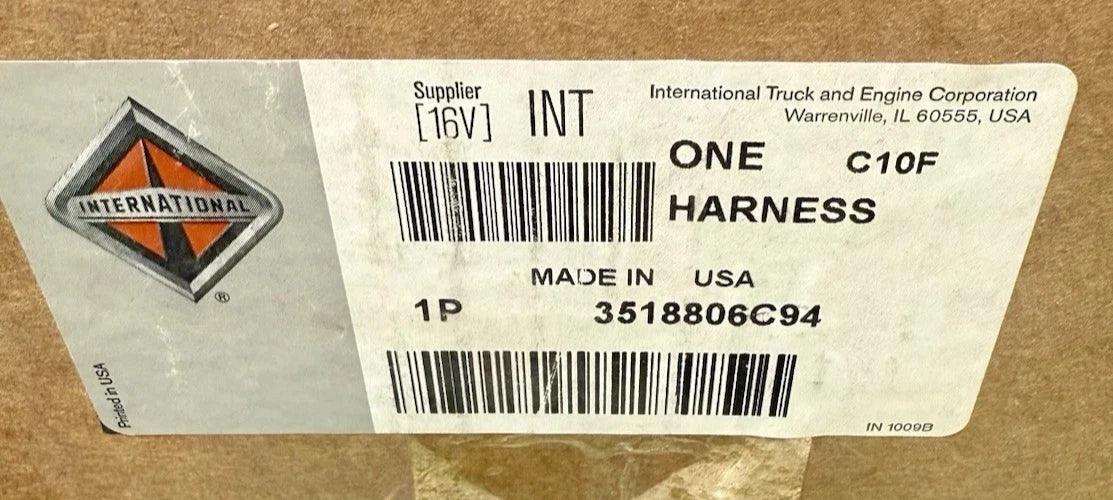 INTERNATIONAL
®
Printed in USA
Supplier
[16V] INT
International Truck and Engine Corporation
Warrenville, IL 60555, USA
ONE C10F
HARNESS
MADE IN USA
1P 3518806C94
IN 1009B